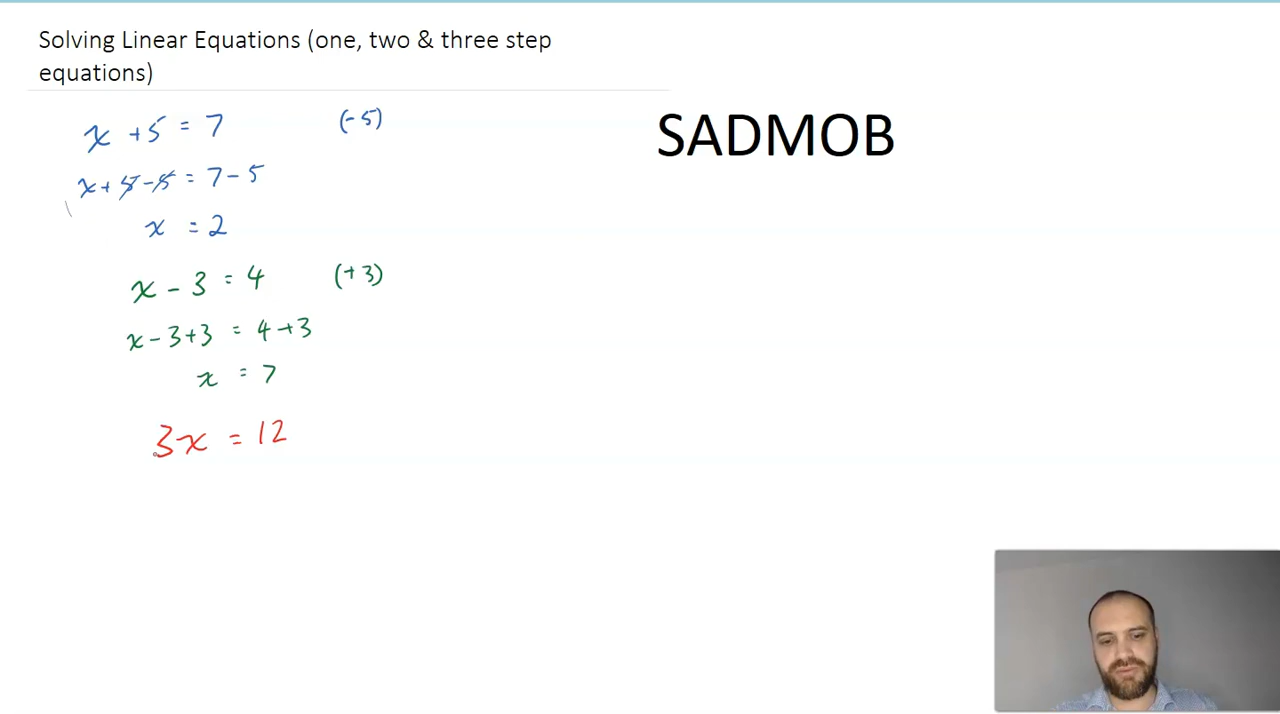 Solving Linear Equations (one, two & three step
equations)
SADMOB
x + 5 = 7 (-5)
x + 5 - 5 = 7 - 5
x = 2
x - 3 = 4 (+3)
x - 3 + 3 = 4 + 3
x = 7
3x = 12